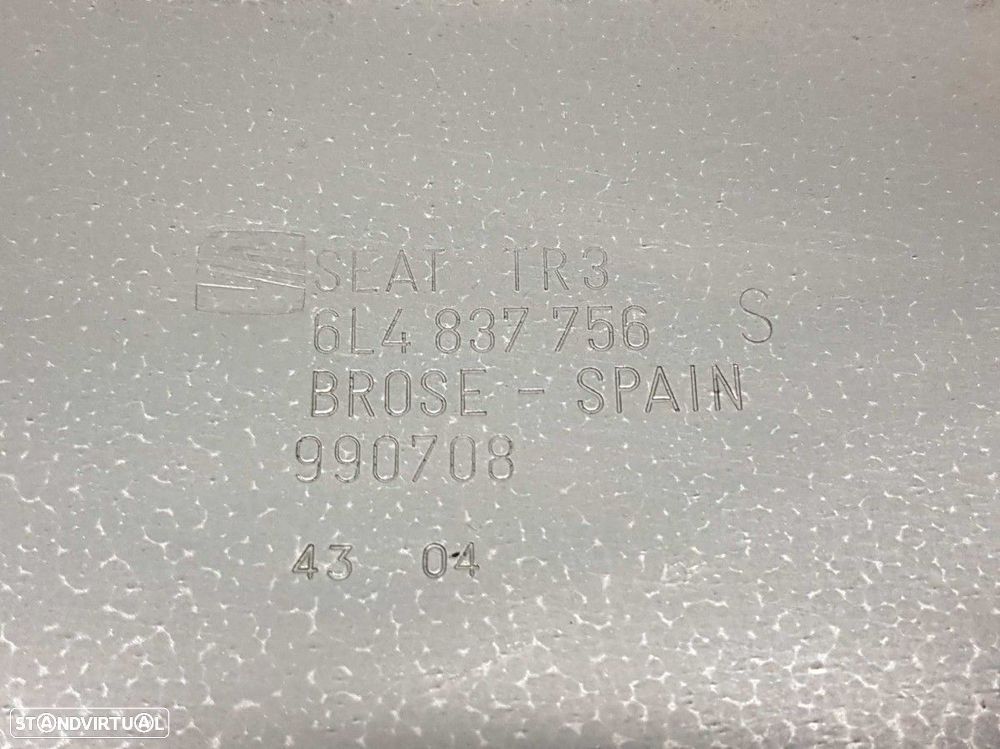 SEAT TR3
6L4 837 756 S
BROSE - SPAIN
990708
43 04
STANDVIRTUAL